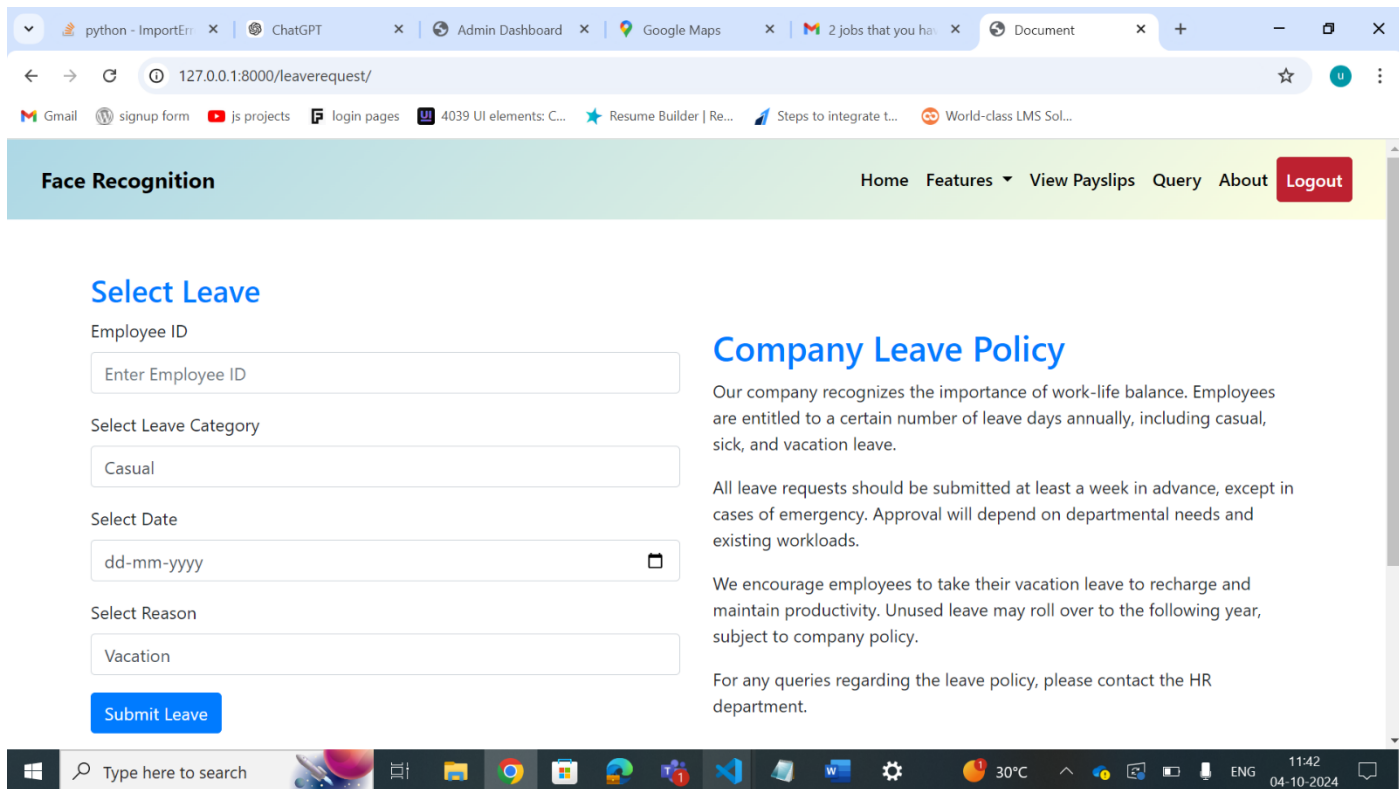 python - ImportErr
ChatGPT
Admin Dashboard
Google Maps
2 jobs that you hav
Document
127.0.0.1:8000/leaverequest/
u
Gmail
signup form
js projects
login pages
UI
4039 UI elements: C...
Resume Builder | Re...
Steps to integrate t...
World-class LMS Sol...
Face Recognition
Home Features View Payslips Query About Logout
Select Leave
Employee ID
Enter Employee ID
Select Leave Category
Casual
Select Date
dd-mm-yyyy
Select Reason
Vacation
Submit Leave
Company Leave Policy
Our company recognizes the importance of work-life balance. Employees
are entitled to a certain number of leave days annually, including casual,
sick, and vacation leave.
All leave requests should be submitted at least a week in advance, except in
cases of emergency. Approval will depend on departmental needs and
existing workloads.
We encourage employees to take their vacation leave to recharge and
maintain productivity. Unused leave may roll over to the following year,
subject to company policy.
For any queries regarding the leave policy, please contact the HR
department.
Type here to search
30°C
ENG
11:42
04-10-2024